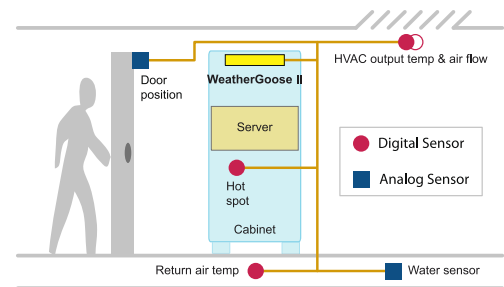 HVAC output temp & air flow
WeatherGoose II
Door
position
Server
Digital Sensor
Analog Sensor
Hot
spot
Cabinet
Return air temp
Water sensor